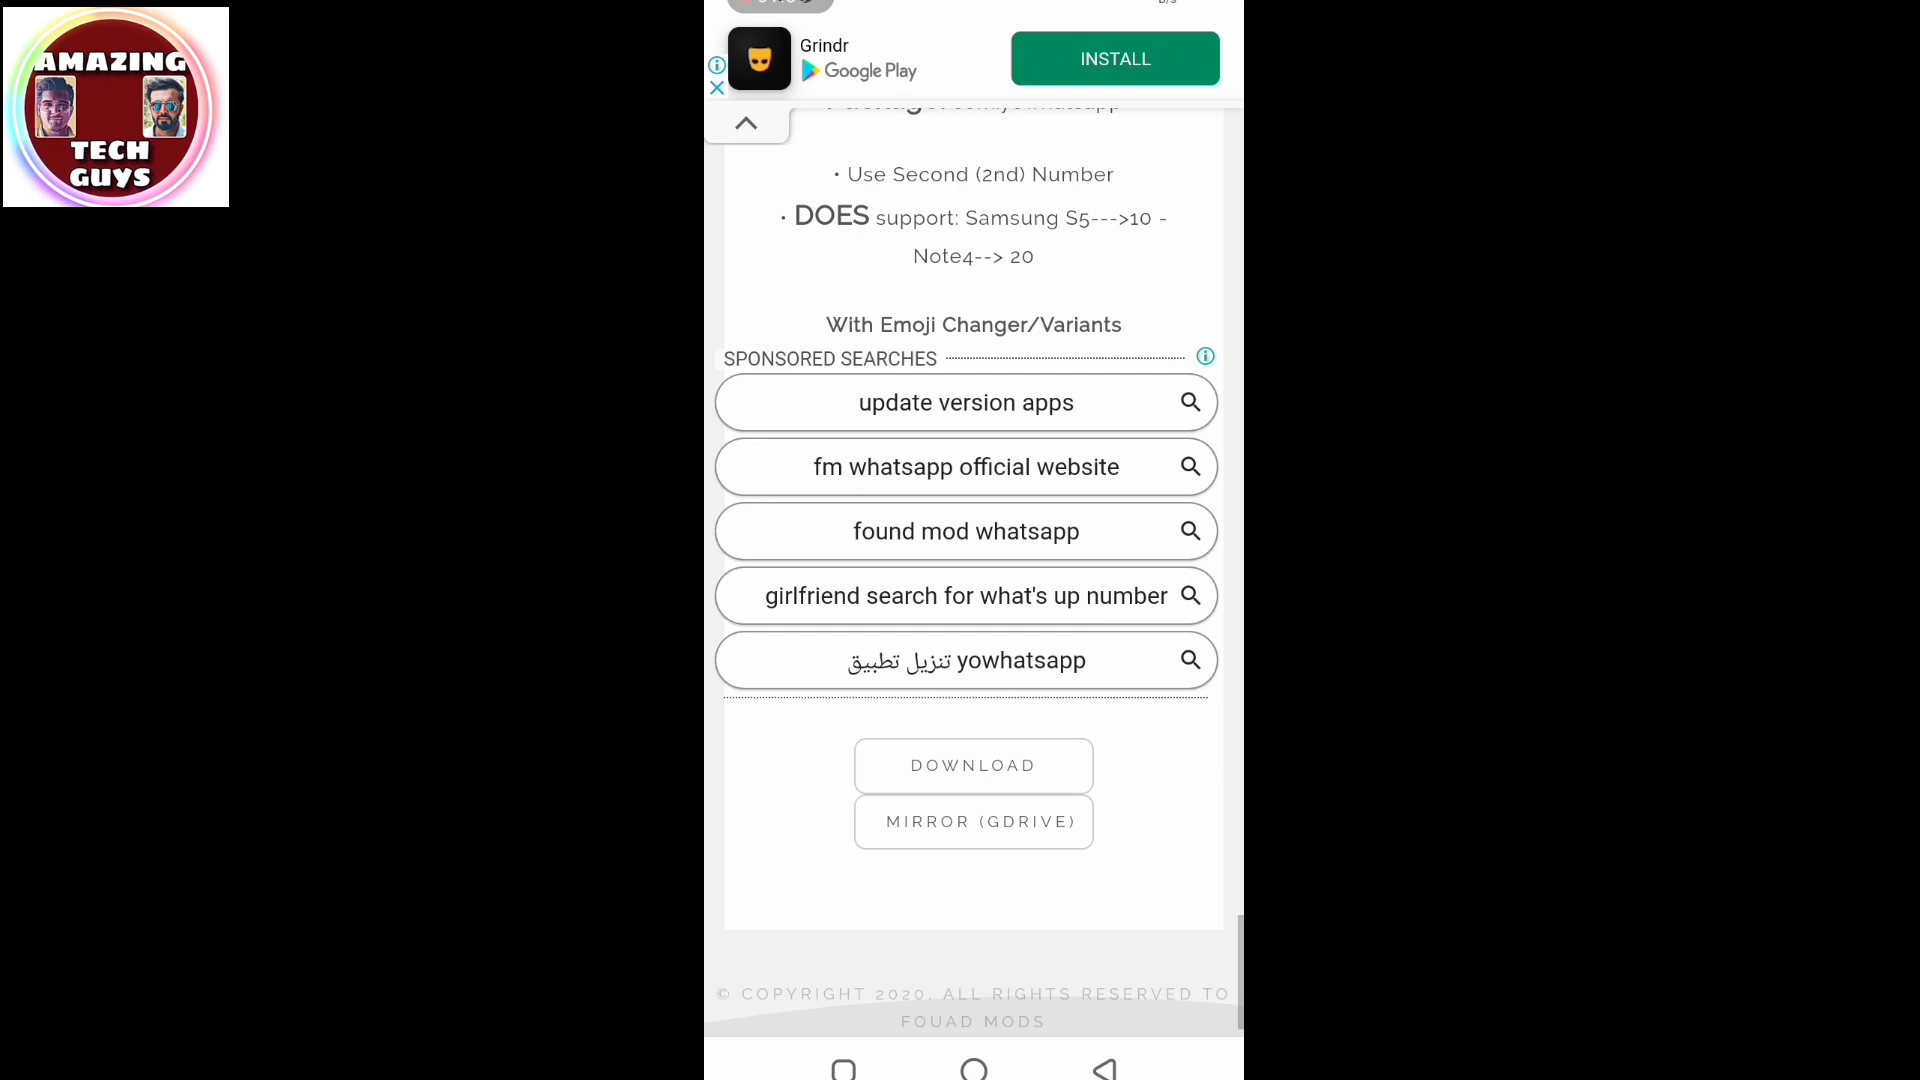 AMAZING
TECH
GUYS
Grindr
Google Play
INSTALL
• Use Second (2nd) Number
• DOES support: Samsung S5--->10 -
Note4--> 20
With Emoji Changer/Variants
SPONSORED SEARCHES
update version apps
fm whatsapp official website
found mod whatsapp
girlfriend search for what's up number
تنزيل تطبيق yowhatsapp
DOWNLOAD
MIRROR (GDRIVE)
© COPYRIGHT 2020, ALL RIGHTS RESERVED TO
FOUAD MODS